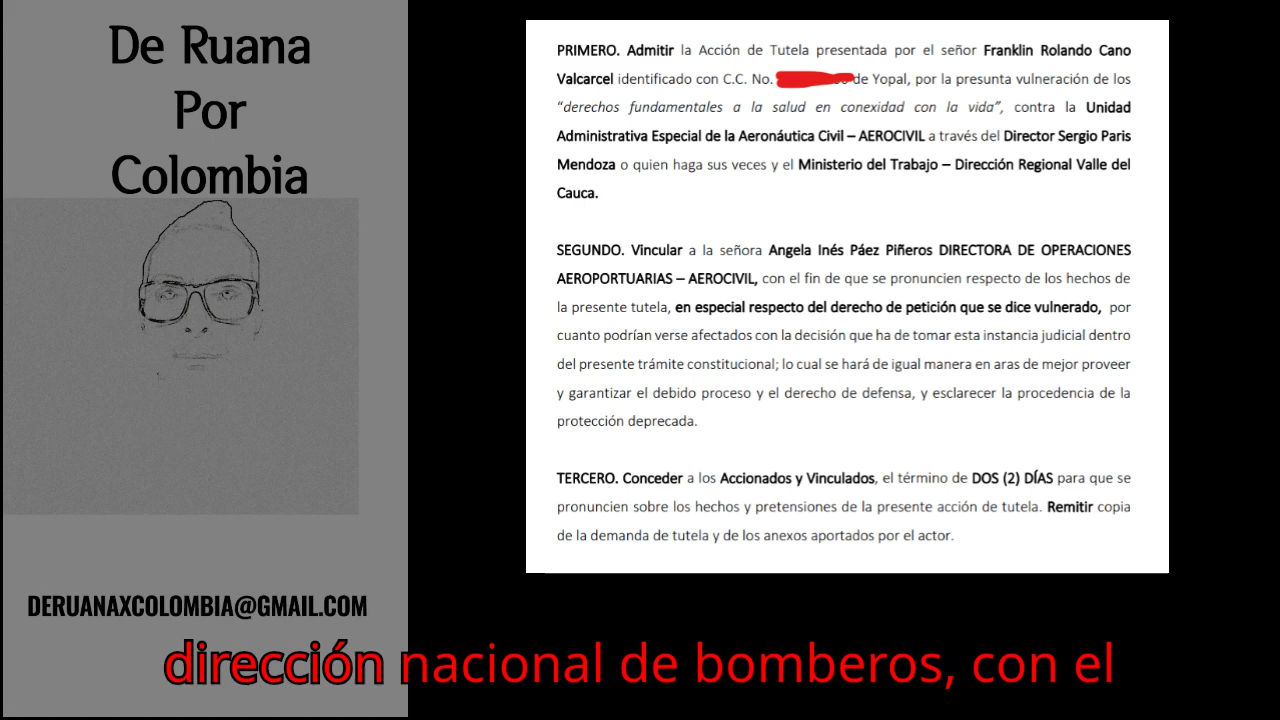 De Ruana
Por
Colombia
DERUANAXCOLOMBIA@GMAIL.COM
PRIMERO. Admitir la Acción de Tutela presentada por el señor Franklin Rolando Cano
Valcarcel identificado con C.C. No. de Yopal, por la presunta vulneración de los
“derechos fundamentales a la salud en conexidad con la vida”, contra la Unidad
Administrativa Especial de la Aeronáutica Civil – AEROCIVIL a través del Director Sergio Paris
Mendoza o quien haga sus veces y el Ministerio del Trabajo – Dirección Regional Valle del
Cauca.
SEGUNDO. Vincular a la señora Angela Inés Páez Piñeros DIRECTORA DE OPERACIONES
AEROPORTUARIAS – AEROCIVIL, con el fin de que se pronuncien respecto de los hechos de
la presente tutela, en especial respecto del derecho de petición que se dice vulnerado, por
cuanto podrían verse afectados con la decisión que ha de tomar esta instancia judicial dentro
del presente trámite constitucional; lo cual se hará de igual manera en aras de mejor proveer
y garantizar el debido proceso y el derecho de defensa, y esclarecer la procedencia de la
protección deprecada.
TERCERO. Conceder a los Accionados y Vinculados, el término de DOS (2) DÍAS para que se
pronuncien sobre los hechos y pretensiones de la presente acción de tutela. Remitir copia
de la demanda de tutela y de los anexos aportados por el actor.
dirección nacional de bomberos, con el